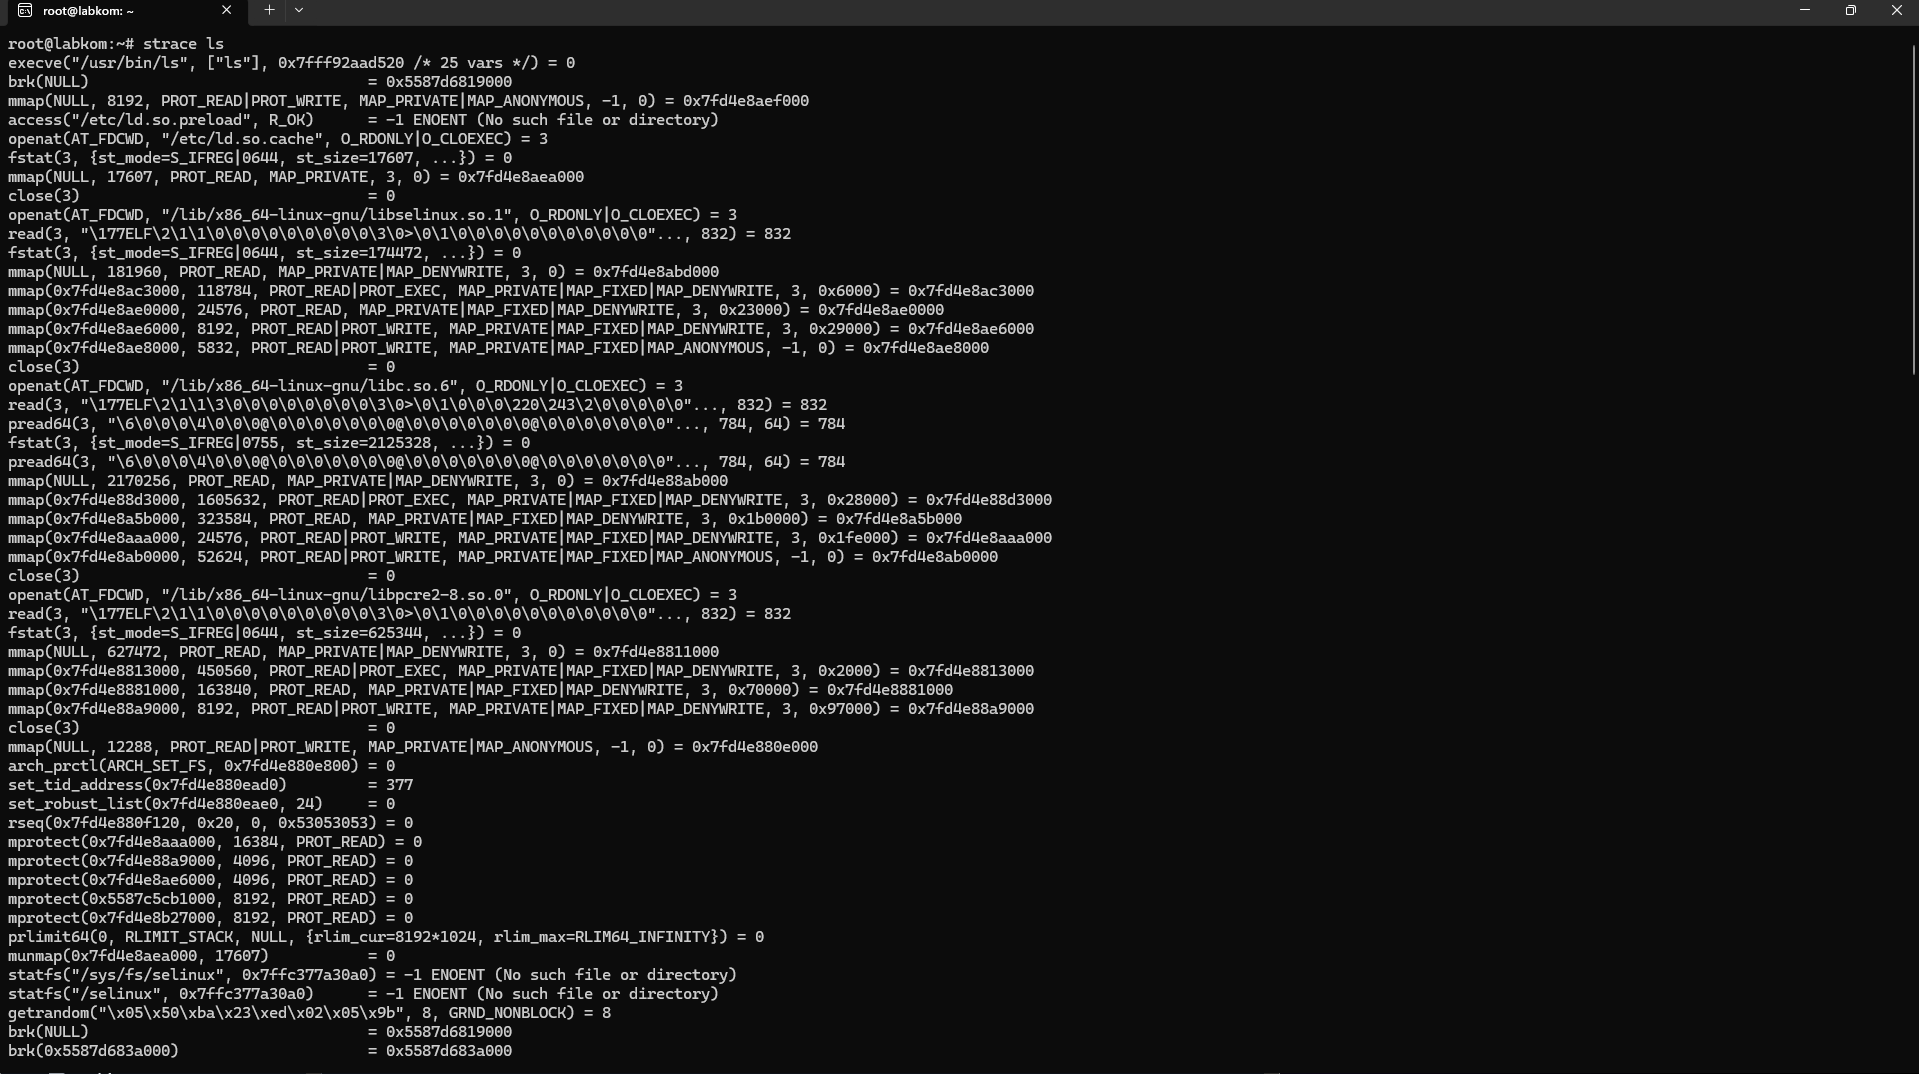 root@labkom: ~
root@labkom:~# strace ls
execve("/usr/bin/ls", ["ls"], 0x7fff92aad520 /* 25 vars */) = 0
brk(NULL)                               = 0x5587d6819000
mmap(NULL, 8192, PROT_READ|PROT_WRITE, MAP_PRIVATE|MAP_ANONYMOUS, -1, 0) = 0x7fd4e8aef000
access("/etc/ld.so.preload", R_OK)      = -1 ENOENT (No such file or directory)
openat(AT_FDCWD, "/etc/ld.so.cache", O_RDONLY|O_CLOEXEC) = 3
fstat(3, {st_mode=S_IFREG|0644, st_size=17607, ...}) = 0
mmap(NULL, 17607, PROT_READ, MAP_PRIVATE, 3, 0) = 0x7fd4e8aea000
close(3)                                = 0
openat(AT_FDCWD, "/lib/x86_64-linux-gnu/libselinux.so.1", O_RDONLY|O_CLOEXEC) = 3
read(3, "\177ELF\2\1\1\0\0\0\0\0\0\0\0\0\3\0>\0\1\0\0\0\0\0\0\0\0\0\0\0"..., 832) = 832
fstat(3, {st_mode=S_IFREG|0644, st_size=174472, ...}) = 0
mmap(NULL, 181960, PROT_READ, MAP_PRIVATE|MAP_DENYWRITE, 3, 0) = 0x7fd4e8abd000
mmap(0x7fd4e8ac3000, 118784, PROT_READ|PROT_EXEC, MAP_PRIVATE|MAP_FIXED|MAP_DENYWRITE, 3, 0x6000) = 0x7fd4e8ac3000
mmap(0x7fd4e8ae0000, 24576, PROT_READ, MAP_PRIVATE|MAP_FIXED|MAP_DENYWRITE, 3, 0x23000) = 0x7fd4e8ae0000
mmap(0x7fd4e8ae6000, 8192, PROT_READ|PROT_WRITE, MAP_PRIVATE|MAP_FIXED|MAP_DENYWRITE, 3, 0x29000) = 0x7fd4e8ae6000
mmap(0x7fd4e8ae8000, 5832, PROT_READ|PROT_WRITE, MAP_PRIVATE|MAP_FIXED|MAP_ANONYMOUS, -1, 0) = 0x7fd4e8ae8000
close(3)                                = 0
openat(AT_FDCWD, "/lib/x86_64-linux-gnu/libc.so.6", O_RDONLY|O_CLOEXEC) = 3
read(3, "\177ELF\2\1\1\3\0\0\0\0\0\0\0\0\3\0>\0\1\0\0\0\220\243\2\0\0\0\0\0"..., 832) = 832
pread64(3, "\6\0\0\0\4\0\0\0@\0\0\0\0\0\0\0@\0\0\0\0\0\0\0@\0\0\0\0\0\0\0"..., 784, 64) = 784
fstat(3, {st_mode=S_IFREG|0755, st_size=2125328, ...}) = 0
pread64(3, "\6\0\0\0\4\0\0\0@\0\0\0\0\0\0\0@\0\0\0\0\0\0\0@\0\0\0\0\0\0\0"..., 784, 64) = 784
mmap(NULL, 2170256, PROT_READ, MAP_PRIVATE|MAP_DENYWRITE, 3, 0) = 0x7fd4e88ab000
mmap(0x7fd4e88d3000, 1605632, PROT_READ|PROT_EXEC, MAP_PRIVATE|MAP_FIXED|MAP_DENYWRITE, 3, 0x28000) = 0x7fd4e88d3000
mmap(0x7fd4e8a5b000, 323584, PROT_READ, MAP_PRIVATE|MAP_FIXED|MAP_DENYWRITE, 3, 0x1b0000) = 0x7fd4e8a5b000
mmap(0x7fd4e8aaa000, 24576, PROT_READ|PROT_WRITE, MAP_PRIVATE|MAP_FIXED|MAP_DENYWRITE, 3, 0x1fe000) = 0x7fd4e8aaa000
mmap(0x7fd4e8ab0000, 52624, PROT_READ|PROT_WRITE, MAP_PRIVATE|MAP_FIXED|MAP_ANONYMOUS, -1, 0) = 0x7fd4e8ab0000
close(3)                                = 0
openat(AT_FDCWD, "/lib/x86_64-linux-gnu/libpcre2-8.so.0", O_RDONLY|O_CLOEXEC) = 3
read(3, "\177ELF\2\1\1\0\0\0\0\0\0\0\0\0\3\0>\0\1\0\0\0\0\0\0\0\0\0\0\0"..., 832) = 832
fstat(3, {st_mode=S_IFREG|0644, st_size=625344, ...}) = 0
mmap(NULL, 627472, PROT_READ, MAP_PRIVATE|MAP_DENYWRITE, 3, 0) = 0x7fd4e8811000
mmap(0x7fd4e8813000, 450560, PROT_READ|PROT_EXEC, MAP_PRIVATE|MAP_FIXED|MAP_DENYWRITE, 3, 0x2000) = 0x7fd4e8813000
mmap(0x7fd4e8881000, 163840, PROT_READ, MAP_PRIVATE|MAP_FIXED|MAP_DENYWRITE, 3, 0x70000) = 0x7fd4e8881000
mmap(0x7fd4e88a9000, 8192, PROT_READ|PROT_WRITE, MAP_PRIVATE|MAP_FIXED|MAP_DENYWRITE, 3, 0x97000) = 0x7fd4e88a9000
close(3)                                = 0
mmap(NULL, 12288, PROT_READ|PROT_WRITE, MAP_PRIVATE|MAP_ANONYMOUS, -1, 0) = 0x7fd4e880e000
arch_prctl(ARCH_SET_FS, 0x7fd4e880e800) = 0
set_tid_address(0x7fd4e880ead0)         = 377
set_robust_list(0x7fd4e880eae0, 24)     = 0
rseq(0x7fd4e880f120, 0x20, 0, 0x53053053) = 0
mprotect(0x7fd4e8aaa000, 16384, PROT_READ) = 0
mprotect(0x7fd4e88a9000, 4096, PROT_READ) = 0
mprotect(0x7fd4e8ae6000, 4096, PROT_READ) = 0
mprotect(0x5587c5cb1000, 8192, PROT_READ) = 0
mprotect(0x7fd4e8b27000, 8192, PROT_READ) = 0
prlimit64(0, RLIMIT_STACK, NULL, {rlim_cur=8192*1024, rlim_max=RLIM64_INFINITY}) = 0
munmap(0x7fd4e8aea000, 17607)           = 0
statfs("/sys/fs/selinux", 0x7ffc377a30a0) = -1 ENOENT (No such file or directory)
statfs("/selinux", 0x7ffc377a30a0)      = -1 ENOENT (No such file or directory)
getrandom("\x05\x50\xba\x23\xed\x02\x05\x9b", 8, GRND_NONBLOCK) = 8
brk(NULL)                               = 0x5587d6819000
brk(0x5587d683a000)                     = 0x5587d683a000